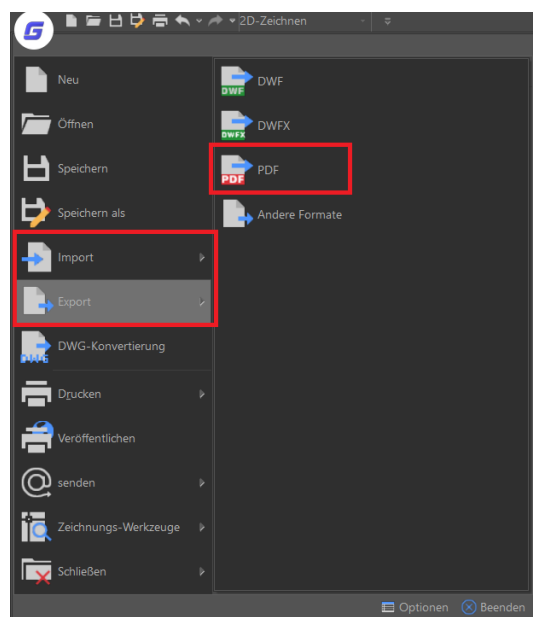 G
2D-Zeichnen
Neu
Öffnen
Speichern
Speichern als
Import
Export
DWG
DWG-Konvertierung
Drucken
Veröffentlichen
senden
Zeichnungs-Werkzeuge
Schließen
DWF
DWF
DWFX
DWFX
PDF
PDF
Andere Formate
Optionen
Beenden